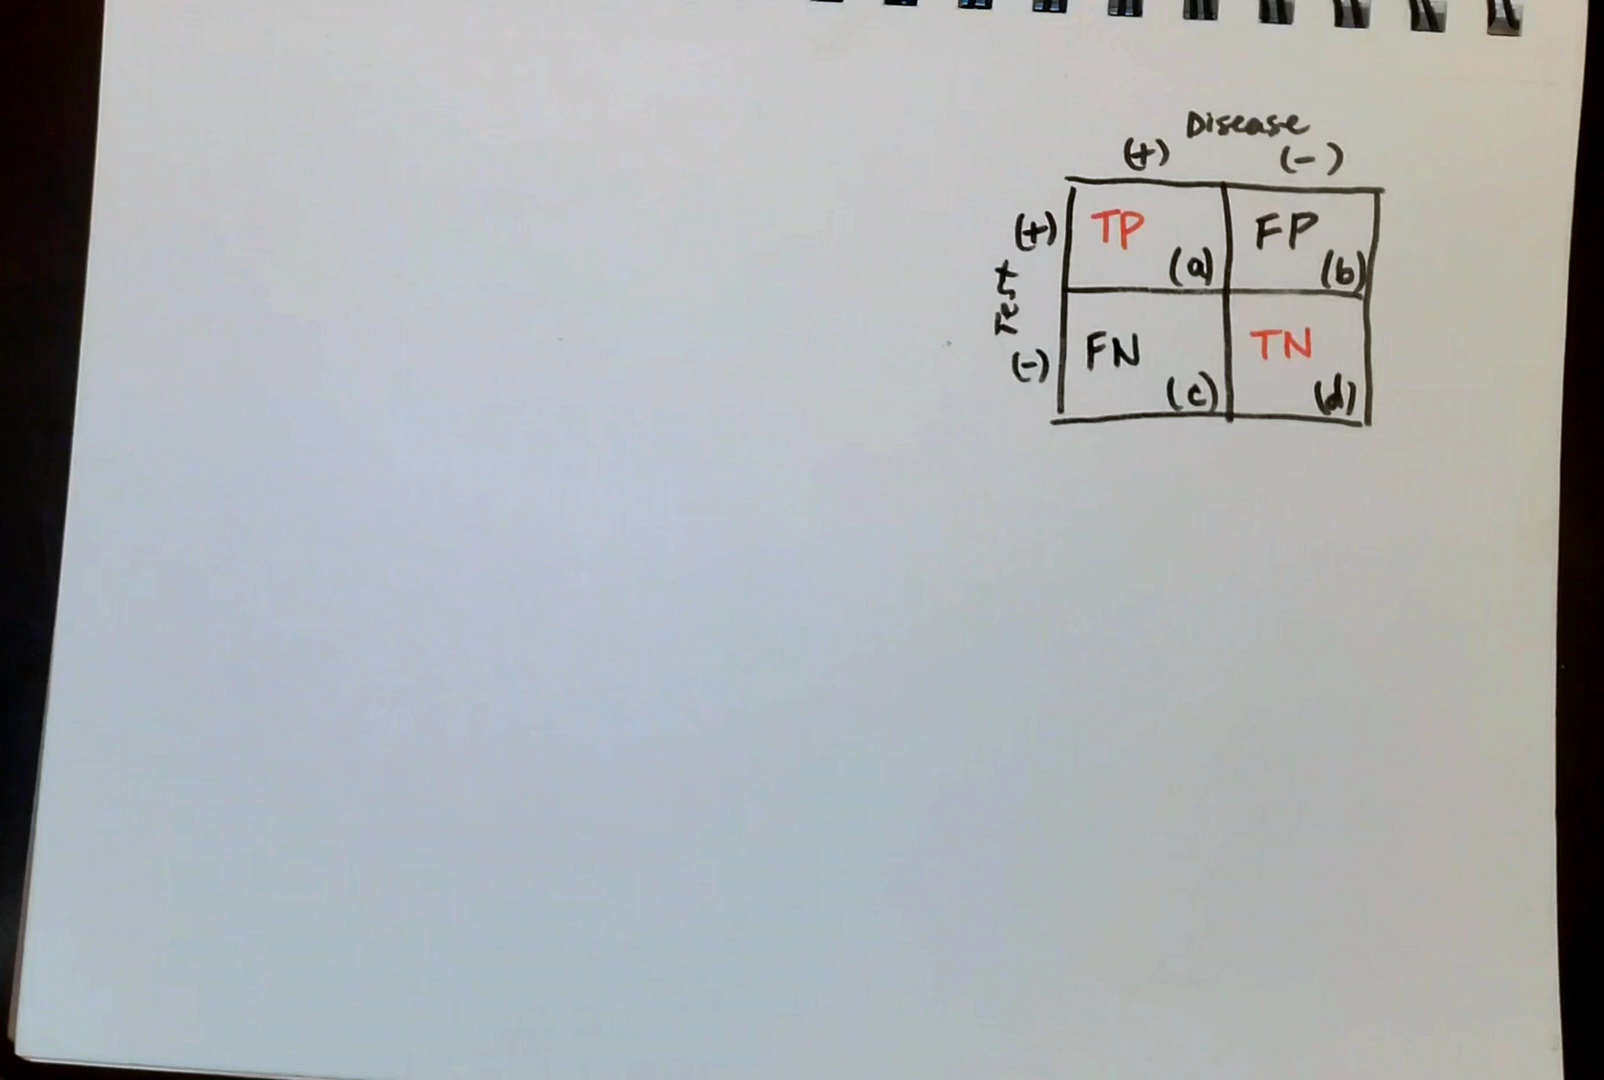 Disease
(+) (-)
(+) TP FP
(a) (b)
Test
(-) FN TN
(c) (d)